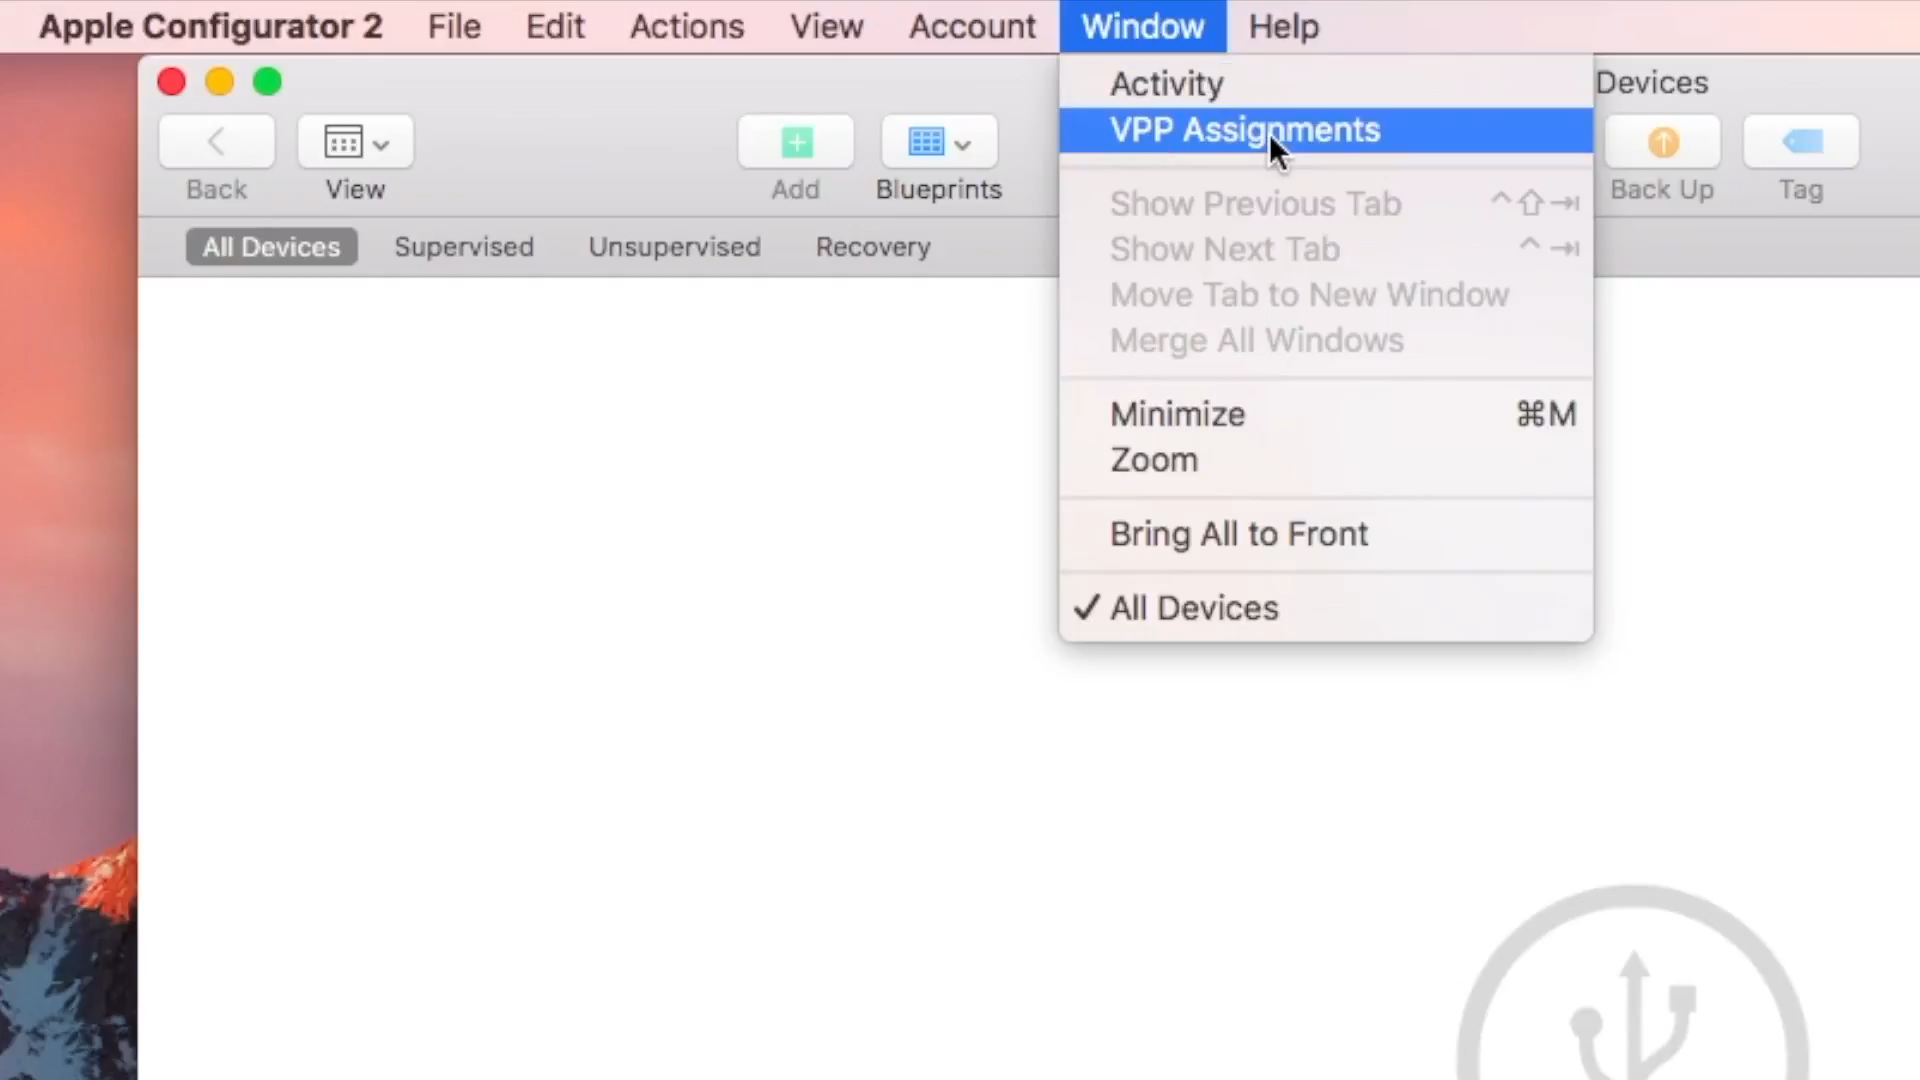 Apple Configurator 2 File Edit Actions View Account Window Help
Devices
Back View Add Blueprints Back Up Tag
All Devices Supervised Unsupervised Recovery
Activity
VPP Assignments
Show Previous Tab ⌃⇧⇥
Show Next Tab ⌃⇥
Move Tab to New Window
Merge All Windows
Minimize ⌘M
Zoom
Bring All to Front
✓ All Devices